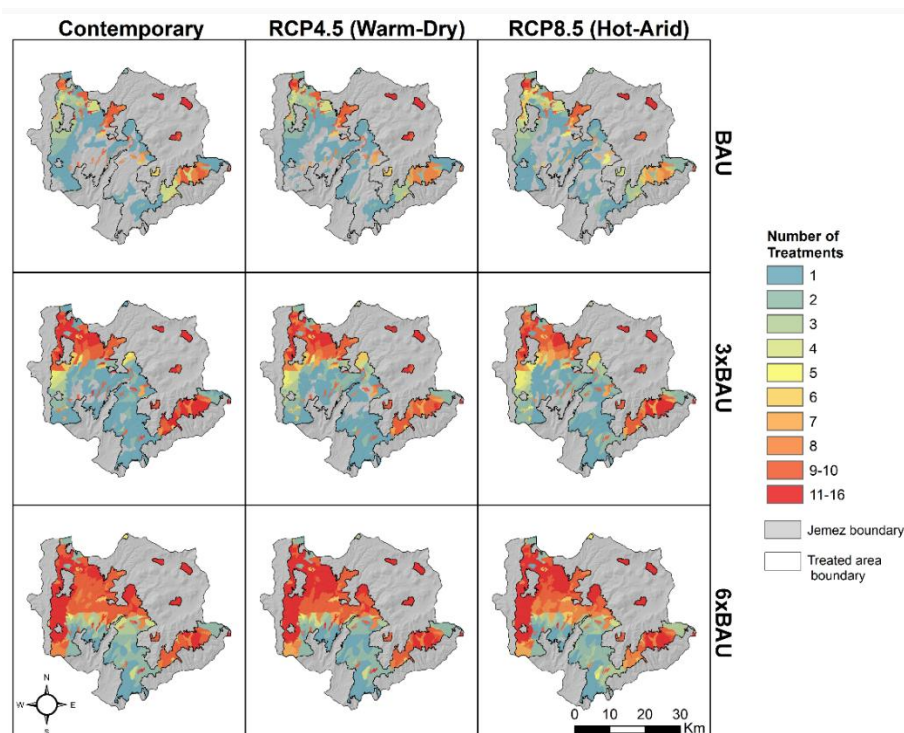 Contemporary
RCP4.5 (Warm-Dry)
RCP8.5 (Hot-Arid)
BAU
3xBAU
6xBAU
Number of
Treatments
1
2
3
4
5
6
7
8
9-10
11-16
Jemez boundary
Treated area
boundary
N
W E
S
0 10 20 30
Km